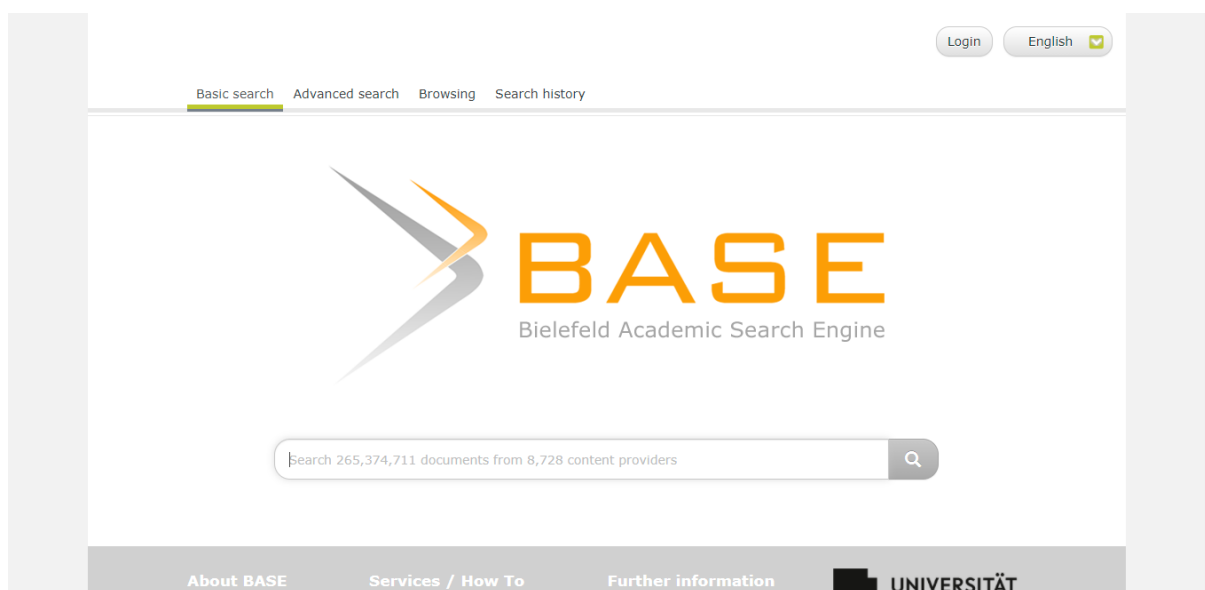 Login English
Basic search Advanced search Browsing Search history
BASE
Bielefeld Academic Search Engine
Search 265,374,711 documents from 8,728 content providers
About BASE Services / How To Further information
UNIVERSITÄT